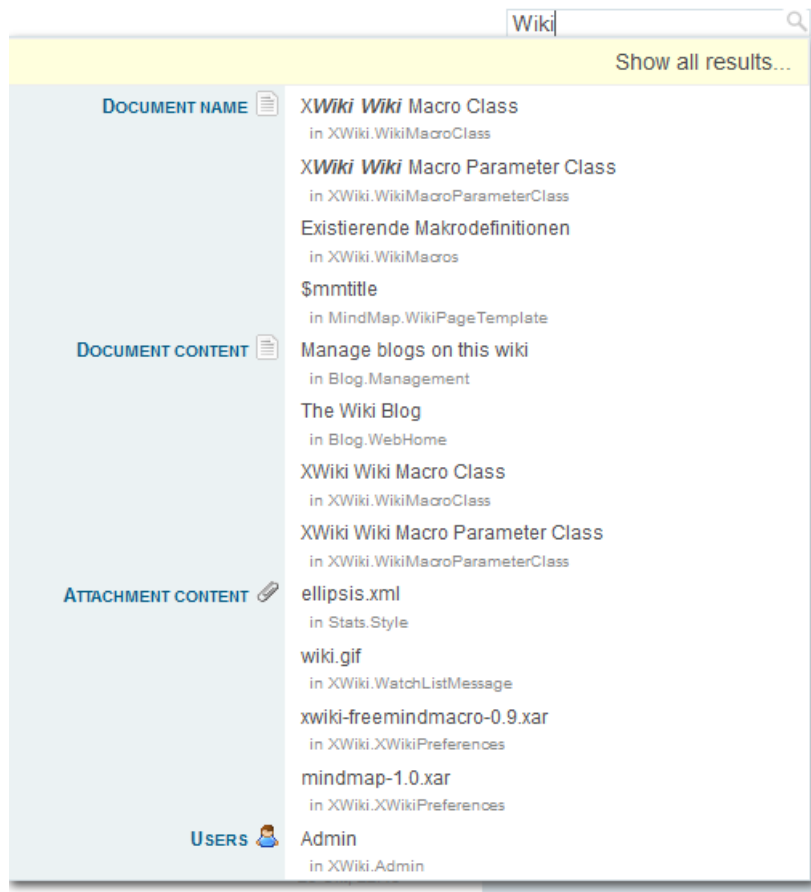 Wiki
Show all results...
DOCUMENT NAME
XWiki Wiki Macro Class
in XWiki.WikiMacroClass
XWiki Wiki Macro Parameter Class
in XWiki.WikiMacroParameterClass
Existierende Makrodefinitionen
in XWiki.WikiMacros
$mmtitle
in MindMap.WikiPageTemplate
DOCUMENT CONTENT
Manage blogs on this wiki
in Blog.Management
The Wiki Blog
in Blog.WebHome
XWiki Wiki Macro Class
in XWiki.WikiMacroClass
XWiki Wiki Macro Parameter Class
in XWiki.WikiMacroParameterClass
ATTACHMENT CONTENT
ellipsis.xml
in Stats.Style
wiki.gif
in XWiki.WatchListMessage
xwiki-freemindmacro-0.9.xar
in XWiki.XWikiPreferences
mindmap-1.0.xar
in XWiki.XWikiPreferences
USERS
Admin
in XWiki.Admin